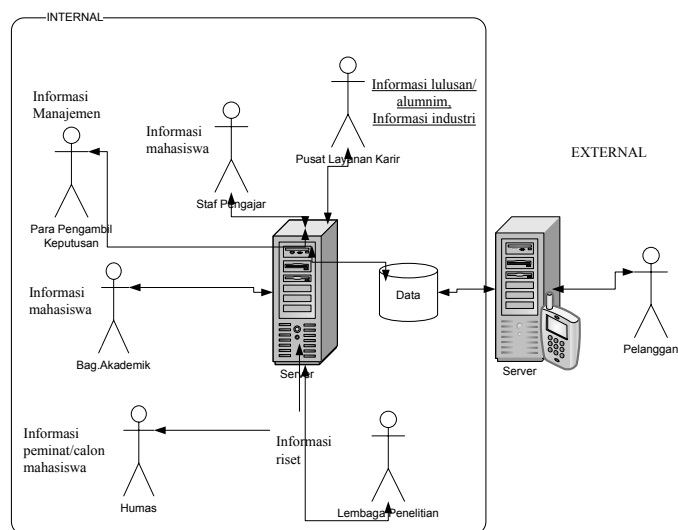 INTERNAL
Informasi
Manajemen
Para Pengambil
Keputusan
Informasi
mahasiswa
Staf Pengajar
Informasi lulusan/
alumnim,
Informasi industri
Pusat Layanan Karir
EXTERNAL
Informasi
mahasiswa
Bag.Akademik
Server
Data
Server
Pelanggan
Informasi
peminat/calon
mahasiswa
Humas
Informasi
riset
Lembaga Penelitian